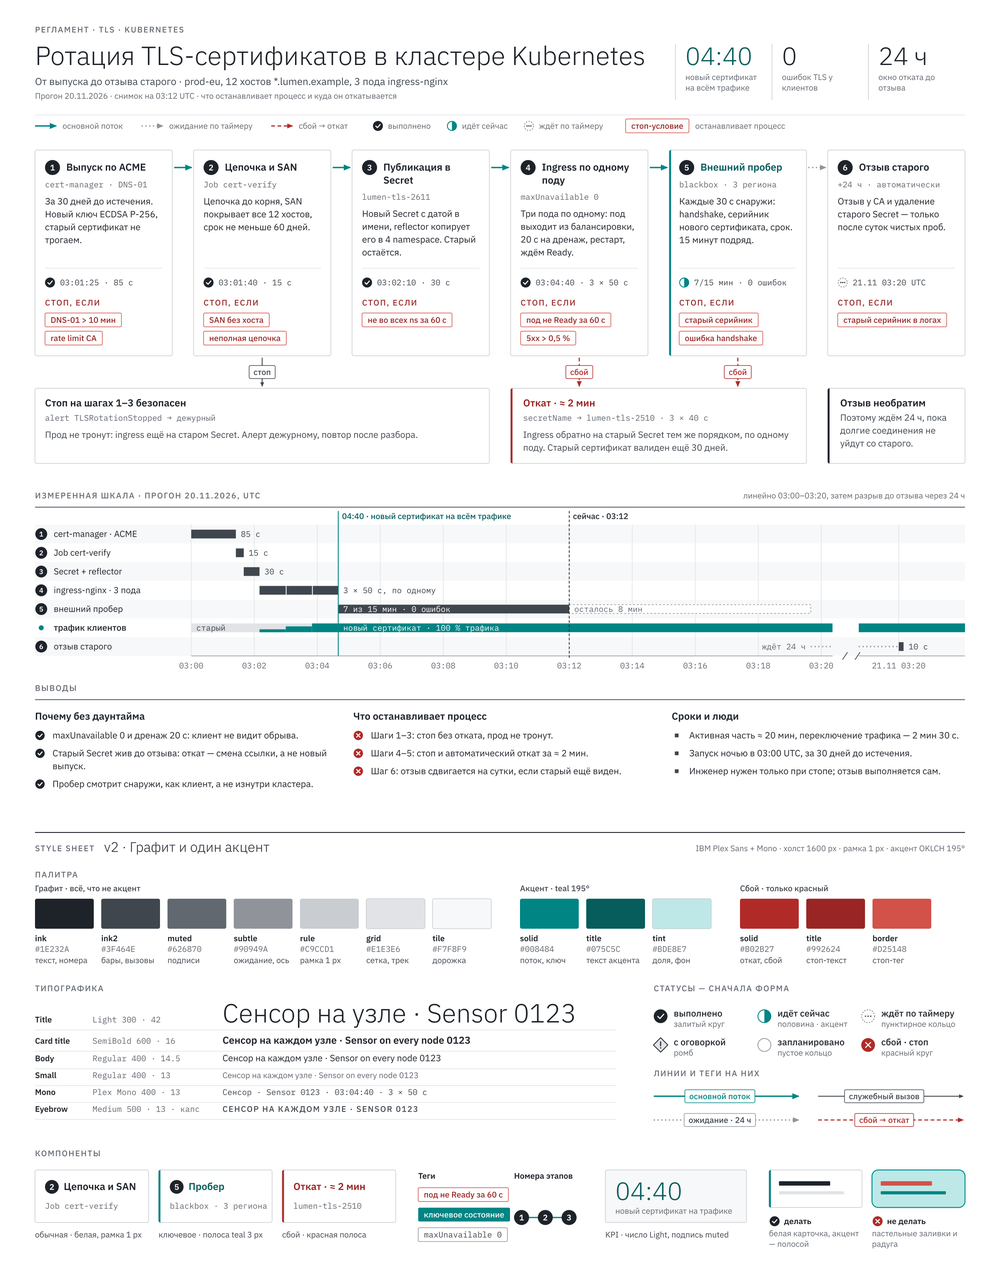 РЕГЛАМЕНТ · TLS · KUBERNETES
Ротация TLS-сертификатов в кластере Kubernetes
От выпуска до отзыва старого · prod-eu, 12 хостов *.lumen.example, 3 пода ingress-nginx
Прогон 20.11.2026 · снимок на 03:12 UTC · что останавливает процесс и куда он откатывается
04:40
новый сертификат
на всём трафике
0
ошибок TLS у
клиентов
24 ч
окно отката до
отзыва
основной поток
ожидание по таймеру
сбой → откат
выполнено
идёт сейчас
ждёт по таймеру
стоп-условие
останавливает процесс
1 Выпуск по ACME
cert-manager · DNS-01
За 30 дней до истечения.
Новый ключ ECDSA P-256,
старый сертификат не
трогаем.
03:01:25 · 85 с
СТОП, ЕСЛИ
DNS-01 > 10 мин
rate limit CA
2 Цепочка и SAN
Job cert-verify
Цепочка до корня, SAN
покрывает все 12 хостов,
срок не меньше 60 дней.
03:01:40 · 15 с
СТОП, ЕСЛИ
SAN без хоста
неполная цепочка
3 Публикация в
Secret
lumen-tls-2611
Новый Secret с датой в
имени, reflector копирует
его в 4 namespace. Старый
остаётся.
03:02:10 · 30 с
СТОП, ЕСЛИ
не во всех ns за 60 с
4 Ingress по одному
поду
maxUnavailable 0
Три пода по одному: под
выходит из балансировки,
20 с на дренаж, рестарт,
ждём Ready.
03:04:40 · 3 × 50 с
СТОП, ЕСЛИ
под не Ready за 60 с
5xx > 0,5 %
5 Внешний пробер
blackbox · 3 региона
Каждые 30 с снаружи:
handshake, серийник
нового сертификата, срок.
15 минут подряд.
7/15 мин · 0 ошибок
СТОП, ЕСЛИ
старый серийник
ошибка handshake
6 Отзыв старого
+24 ч · автоматически
Отзыв у CA и удаление
старого Secret — только
после суток чистых проб.
21.11 03:20 UTC
СТОП, ЕСЛИ
старый серийник в логах
стоп
сбой
сбой
Стоп на шагах 1–3 безопасен
alert TLSRotationStopped → дежурный
Прод не тронут: ingress ещё на старом Secret. Алерт дежурному, повтор после разбора.
Откат · ≈ 2 мин
secretName → lumen-tls-2510 · 3 × 40 с
Ingress обратно на старый Secret тем же порядком, по одному
поду. Старый сертификат валиден ещё 30 дней.
Отзыв необратим
Поэтому ждём 24 ч, пока
долгие соединения не
уйдут со старого.
ИЗМЕРЕННАЯ ШКАЛА · ПРОГОН 20.11.2026, UTC
линейно 03:00–03:20, затем разрыв до отзыва через 24 ч
04:40 · новый сертификат на всём трафике
сейчас · 03:12
1 cert-manager · ACME
85 с
2 Job cert-verify
15 с
3 Secret + reflector
30 с
4 ingress-nginx · 3 пода
3 × 50 с, по одному
5 внешний пробер
7 из 15 мин · 0 ошибок
осталось 8 мин
трафик клиентов
старый
новый сертификат · 100 % трафика
6 отзыв старого
ждёт 24 ч
10 с
03:00
03:02
03:04
03:06
03:08
03:10
03:12
03:14
03:16
03:18
03:20
21.11 03:20
ВЫВОДЫ
Почему без даунтайма
maxUnavailable 0 и дренаж 20 с: клиент не видит обрыва.
Старый Secret жив до отзыва: откат — смена ссылки, а не новый
выпуск.
Пробер смотрит снаружи, как клиент, а не изнутри кластера.
Что останавливает процесс
Шаги 1–3: стоп без отката, прод не тронут.
Шаги 4–5: стоп и автоматический откат за ≈ 2 мин.
Шаг 6: отзыв сдвигается на сутки, если старый ещё виден.
Сроки и люди
Активная часть ≈ 20 мин, переключение трафика — 2 мин 30 с.
Запуск ночью в 03:00 UTC, за 30 дней до истечения.
Инженер нужен только при стопе; отзыв выполняется сам.
STYLE SHEET v2 · Графит и один акцент
IBM Plex Sans + Mono · холст 1600 px · рамка 1 px · акцент OKLCH 195°
ПАЛИТРА
Графит · всё, что не акцент
Акцент · teal 195°
Сбой · только красный
ink
#1E232A
текст, номера
ink2
#3F464E
бары, вызовы
muted
#626870
подписи
subtle
#90949A
ожидание, ось
rule
#C9CCD1
рамка 1 px
grid
#E1E3E6
сетка, трек
tile
#F7F8F9
дорожка
solid
#008484
поток, ключ
title
#075C5C
текст акцента
tint
#BDE8E7
доля, фон
solid
#B02827
откат, сбой
title
#992624
стоп-текст
border
#D25148
стоп-тег
ТИПОГРАФИКА
Title
Light 300 · 42
Сенсор на узле · Sensor 0123
Card title
SemiBold 600 · 16
Сенсор на каждом узле · Sensor on every node 0123
Body
Regular 400 · 14.5
Сенсор на каждом узле · Sensor on every node 0123
Small
Regular 400 · 13
Сенсор на каждом узле · Sensor on every node 0123
Mono
Plex Mono 400 · 13
Сенсор · Sensor 0123 · 03:04:40 · 3 × 50 с
Eyebrow
Medium 500 · 13 · капс
СЕНСОР НА КАЖДОМ УЗЛЕ · SENSOR 0123
СТАТУСЫ — СНАЧАЛА ФОРМА
выполнено
залитый круг
идёт сейчас
половина · акцент
ждёт по таймеру
пунктирное кольцо
с оговоркой
ромб
запланировано
пустое кольцо
сбой · стоп
красный круг
ЛИНИИ И ТЕГИ НА НИХ
основной поток
служебный вызов
ожидание · 24 ч
сбой → откат
КОМПОНЕНТЫ
2 Цепочка и SAN
Job cert-verify
обычная · белая, рамка 1 px
5 Пробер
blackbox · 3 региона
ключевое · полоса teal 3 px
Откат · ≈ 2 мин
lumen-tls-2510
сбой · красная полоса
Теги
под не Ready за 60 с
ключевое состояние
maxUnavailable 0
Номера этапов
1 2 3
04:40
новый сертификат на трафике
KPI · число Light, подпись muted
делать
белая карточка, акцент
— полосой
не делать
пастельные заливки и
радуга